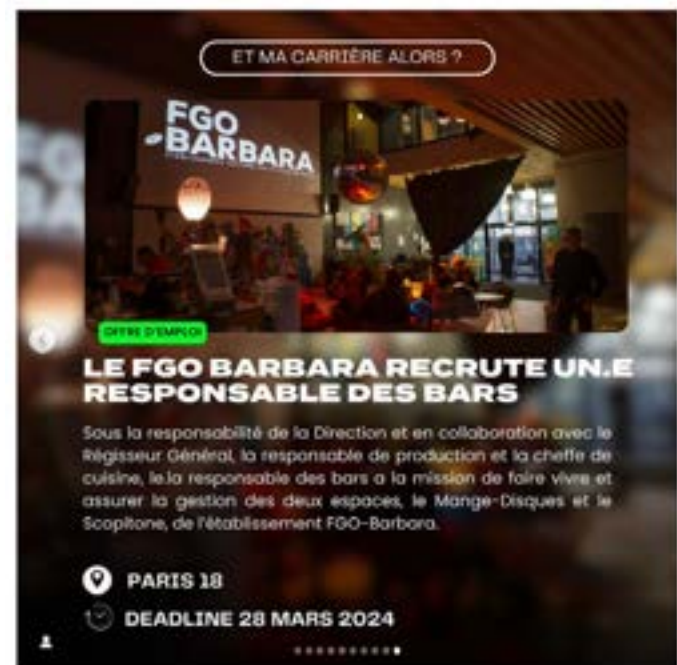 ET MA CARRIÈRE ALORS ?
FGO
-BARBARA
OFFRE D'EMPLOI
LE FGO BARBARA RECRUTE UN.E
RESPONSABLE DES BARS
Sous la responsabilité de la Direction et en collaboration avec le
Régisseur Général, la responsable de production et la cheffe de
cuisine, le.la responsable des bars a la mission de faire vivre et
assurer la gestion des deux espaces, le Mange-Disques et le
Scopitone, de l'établissement FGO-Barbara.
PARIS 18
DEADLINE 28 MARS 2024